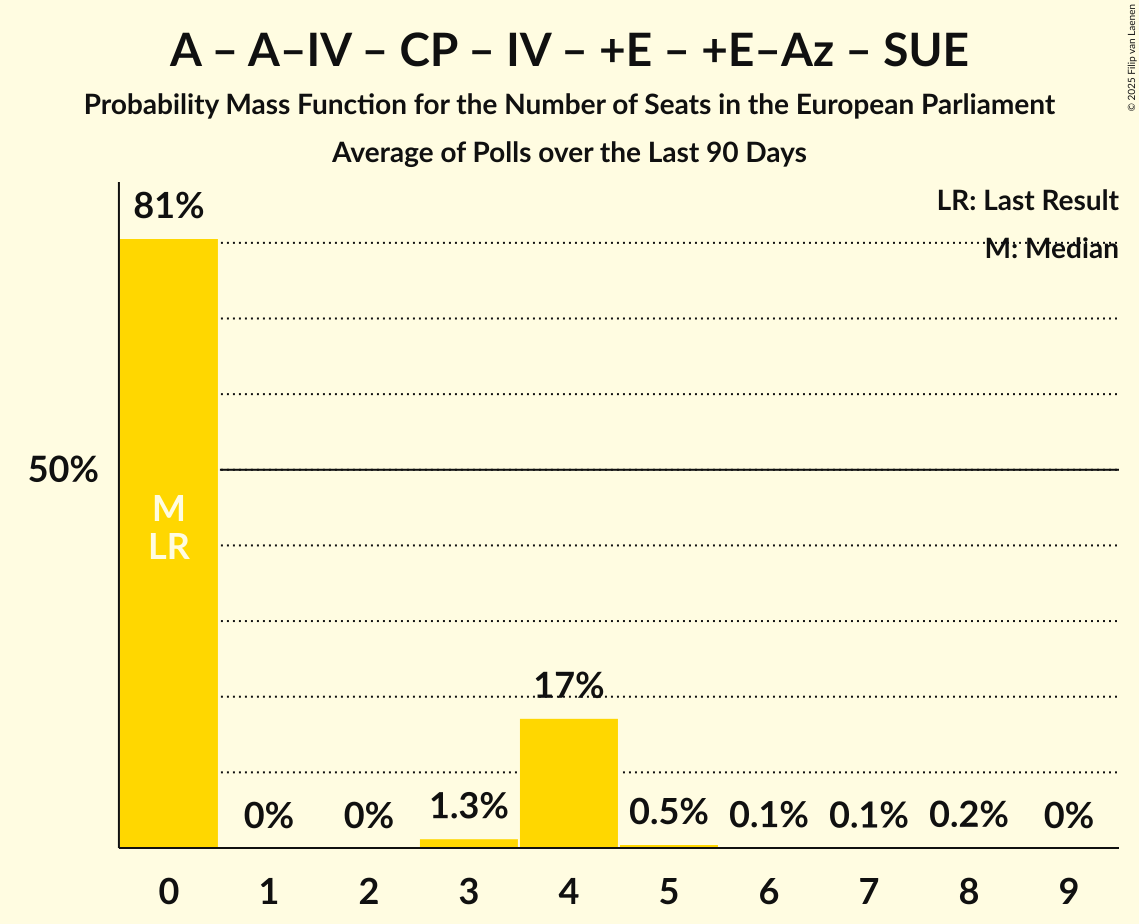 A – A–IV – CP – IV – +E – +E–Az – SUE
Probability Mass Function for the Number of Seats in the European Parliament
Average of Polls over the Last 90 Days
© 2025 Filip van Laenen
LR: Last Result
M: Median
81%
50%
M
LR
17%
0% 0% 1.3% 0.5% 0.1% 0.1% 0.2% 0%
0 1 2 3 4 5 6 7 8 9